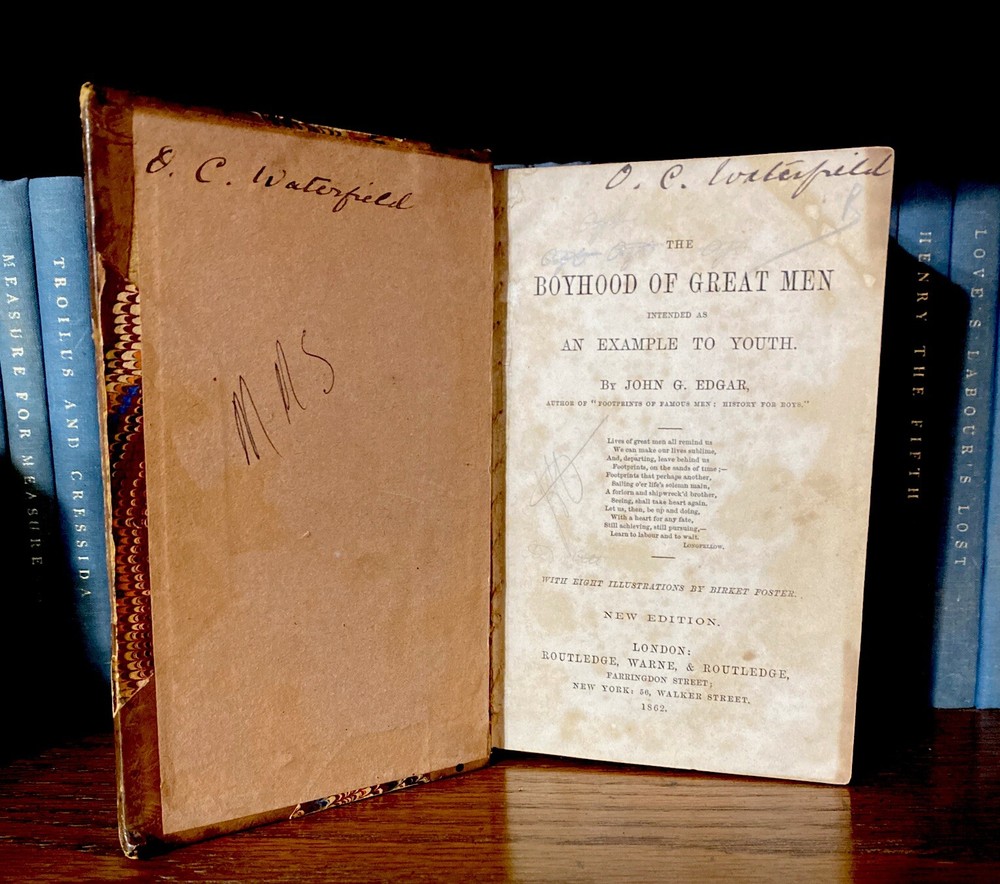 MEASURE FOR MEASURE
TROILUS AND CRESSIDA
O. C. Waterfield
O. C. Waterfield
THE
BOYHOOD OF GREAT MEN
INTENDED AS
AN EXAMPLE TO YOUTH.
BY JOHN G. EDGAR,
AUTHOR OF "FOOTPRINTS OF FAMOUS MEN; HISTORY FOR BOYS."
Lives of great men all remind us
We can make our lives sublime,
And, departing, leave behind us
Footprints, on the sands of time;—
Footprints that perhaps another,
Sailing o'er life's solemn main,
A forlorn and shipwreck'd brother,
Seeing, shall take heart again.
Let us, then, be up and doing,
With a heart for any fate,
Still achieving, still pursuing,—
Learn to labour and to wait.
LONGFELLOW.
WITH EIGHT ILLUSTRATIONS BY BIRKET FOSTER.
NEW EDITION.
LONDON:
ROUTLEDGE, WARNE, & ROUTLEDGE,
FARRINGDON STREET;
NEW YORK: 56, WALKER STREET.
1862.
HENRY THE FIFTH
LOVE'S LABOUR'S LOST